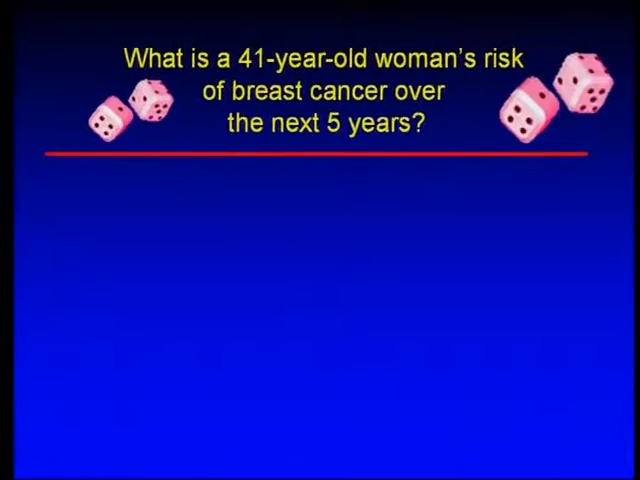 What is a 41-year-old woman's risk
of breast cancer over
the next 5 years?